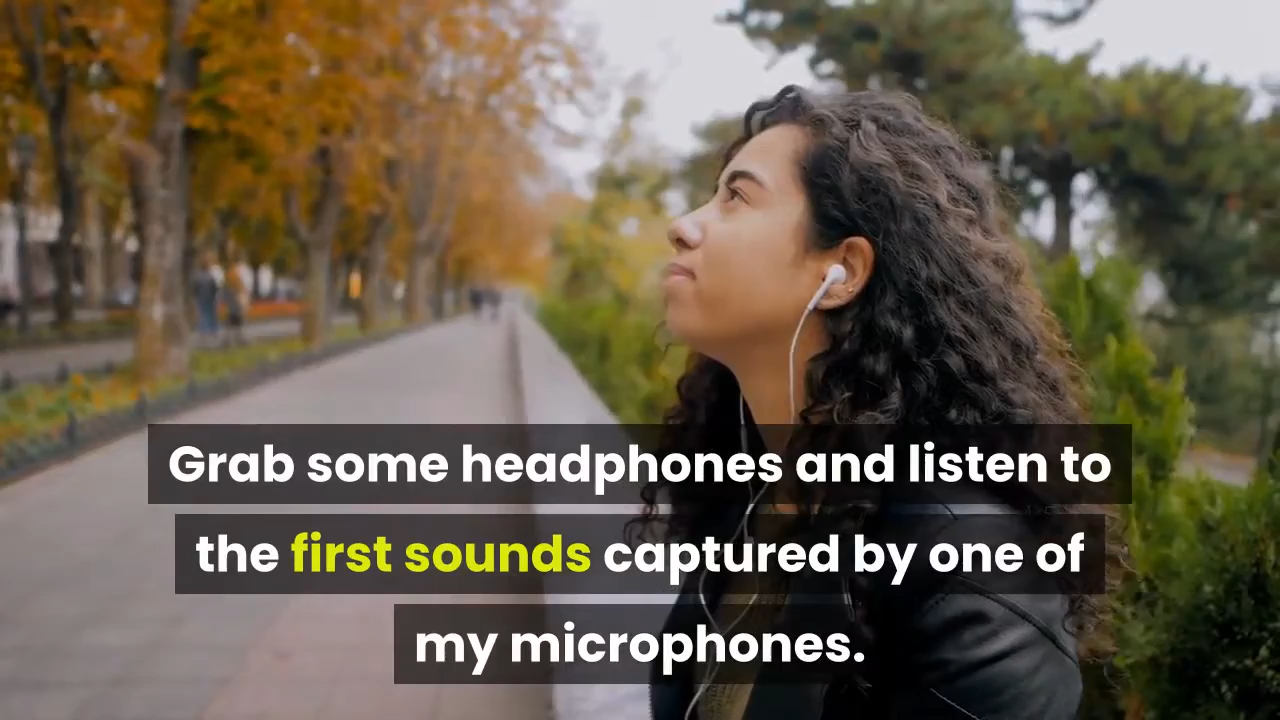 Grab some headphones and listen to
the first sounds captured by one of
my microphones.